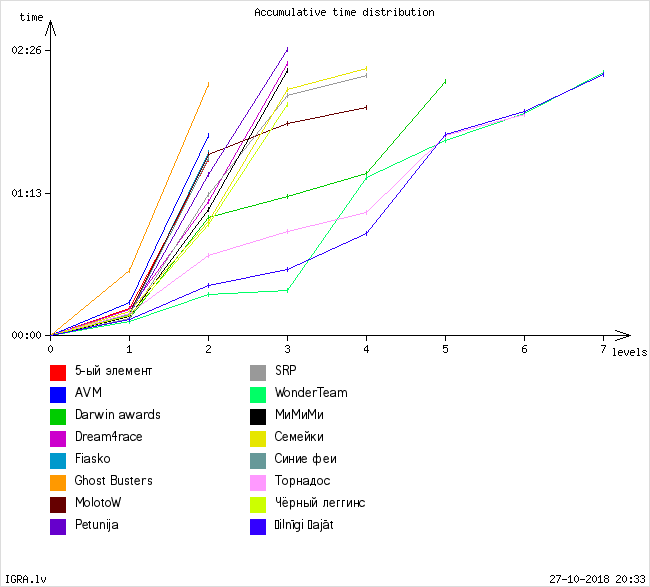 Accumulative time distribution
time
02:26
01:13
00:00
0 1 2 3 4 5 6 7
levels
5-ый элемент SRP
AVM WonderTeam
Darwin awards МиМиМи
Dream4race Семейки
Fiasko Синие феи
Ghost Busters Торнадос
MolotoW Чёрный леггинс
Petunija ▯ilnīgi ▯ajāt
IGRA.lv 27-10-2018 20:33